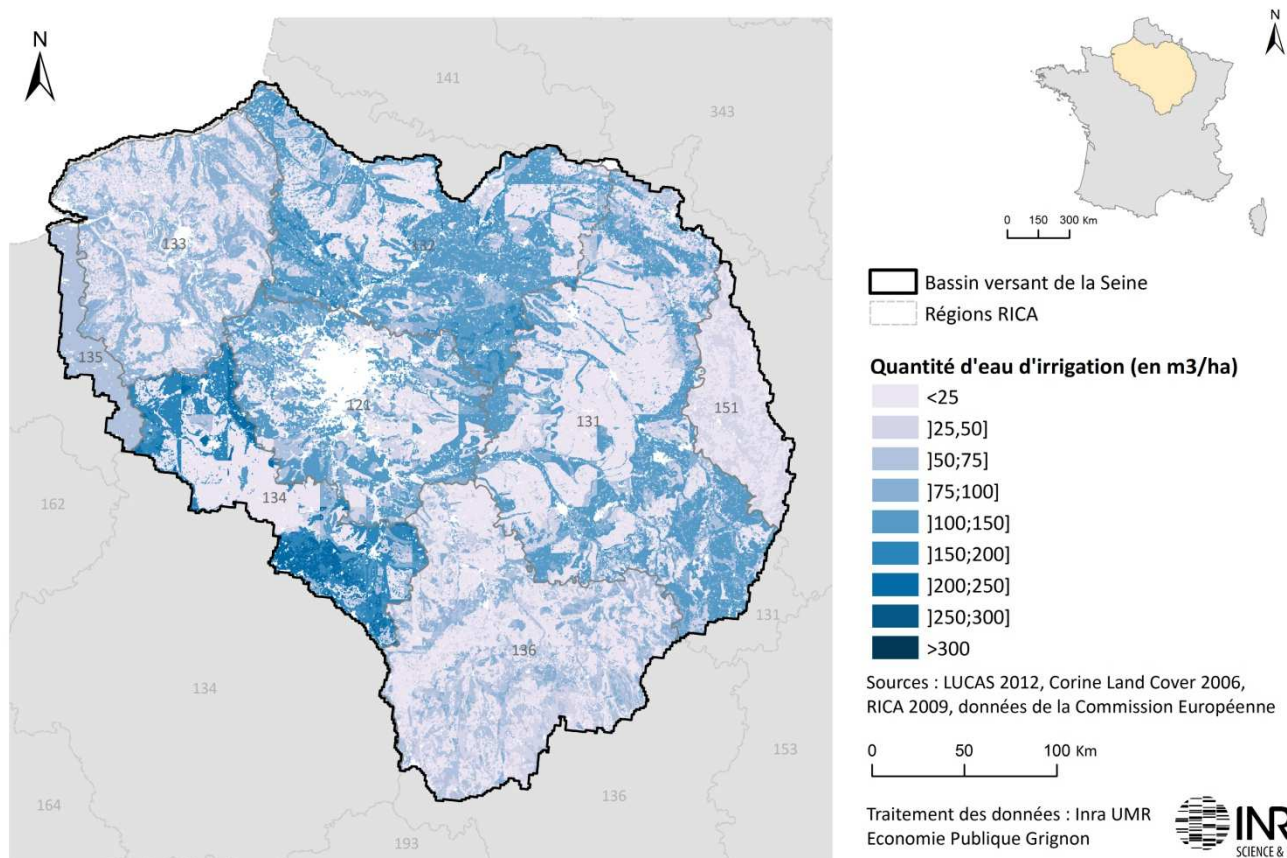 N
N
141
343
133
132
135
121
131
151
162
134
134
131
136
153
164
136
193
0 150 300 Km
Bassin versant de la Seine
Régions RICA
Quantité d'eau d'irrigation (en m3/ha)
<25
]25,50]
]50;75]
]75;100]
]100;150]
]150;200]
]200;250]
]250;300]
>300
Sources : LUCAS 2012, Corine Land Cover 2006,
RICA 2009, données de la Commission Européenne
0 50 100 Km
Traitement des données : Inra UMR
Economie Publique Grignon
INR
SCIENCE &